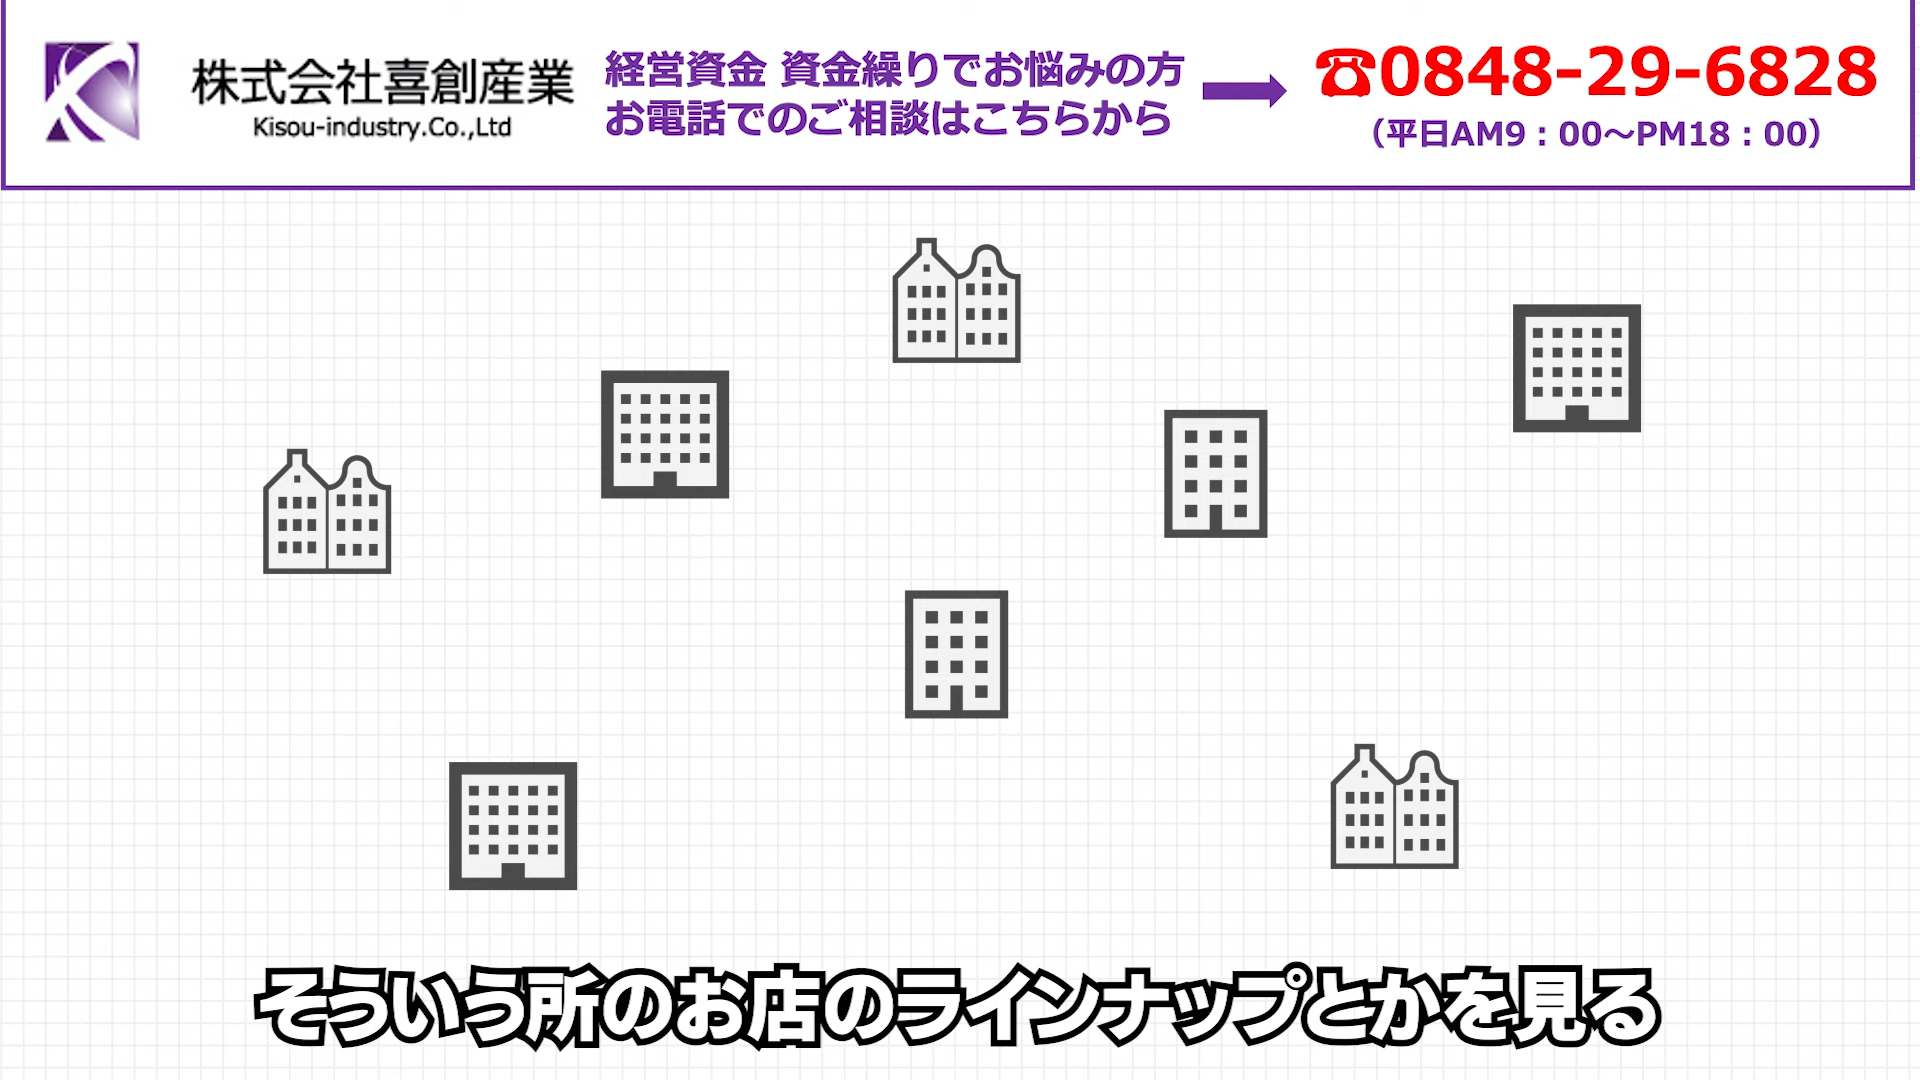 株式会社喜創産業
Kisou-industry.Co.,Ltd
経営資金 資金繰りでお悩みの方
お電話でのご相談はこちらから
☎0848-29-6828
（平日AM9：00～PM18：00）
そういう所のお店のラインナップとかを見る